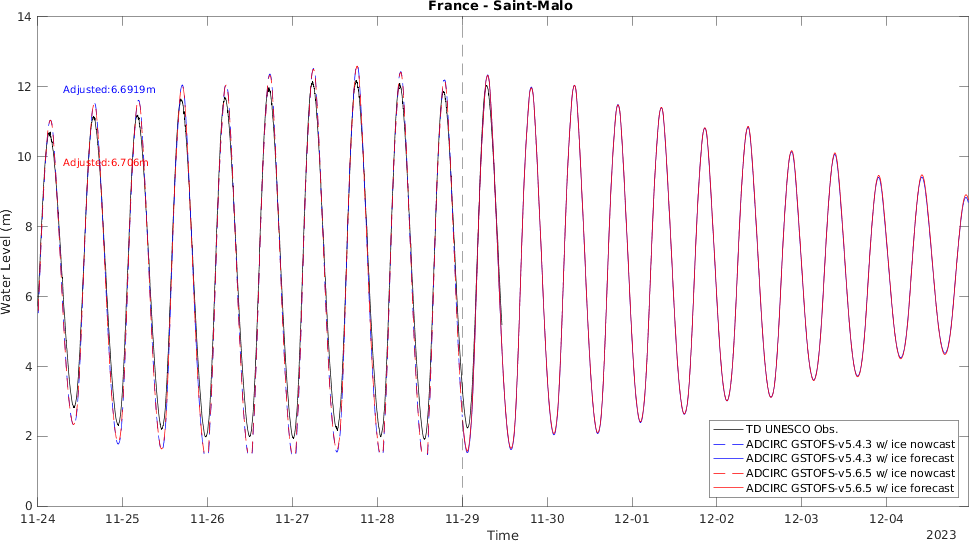 France - Saint-Malo
14
12
10
8
6
4
2
0
Water Level (m)
Adjusted:6.6919m
Adjusted:6.706m
TD UNESCO Obs.
ADCIRC GSTOFS-v5.4.3 w/ ice nowcast
ADCIRC GSTOFS-v5.4.3 w/ ice forecast
ADCIRC GSTOFS-v5.6.5 w/ ice nowcast
ADCIRC GSTOFS-v5.6.5 w/ ice forecast
11-24 11-25 11-26 11-27 11-28 11-29 11-30 12-01 12-02 12-03 12-04
Time
2023